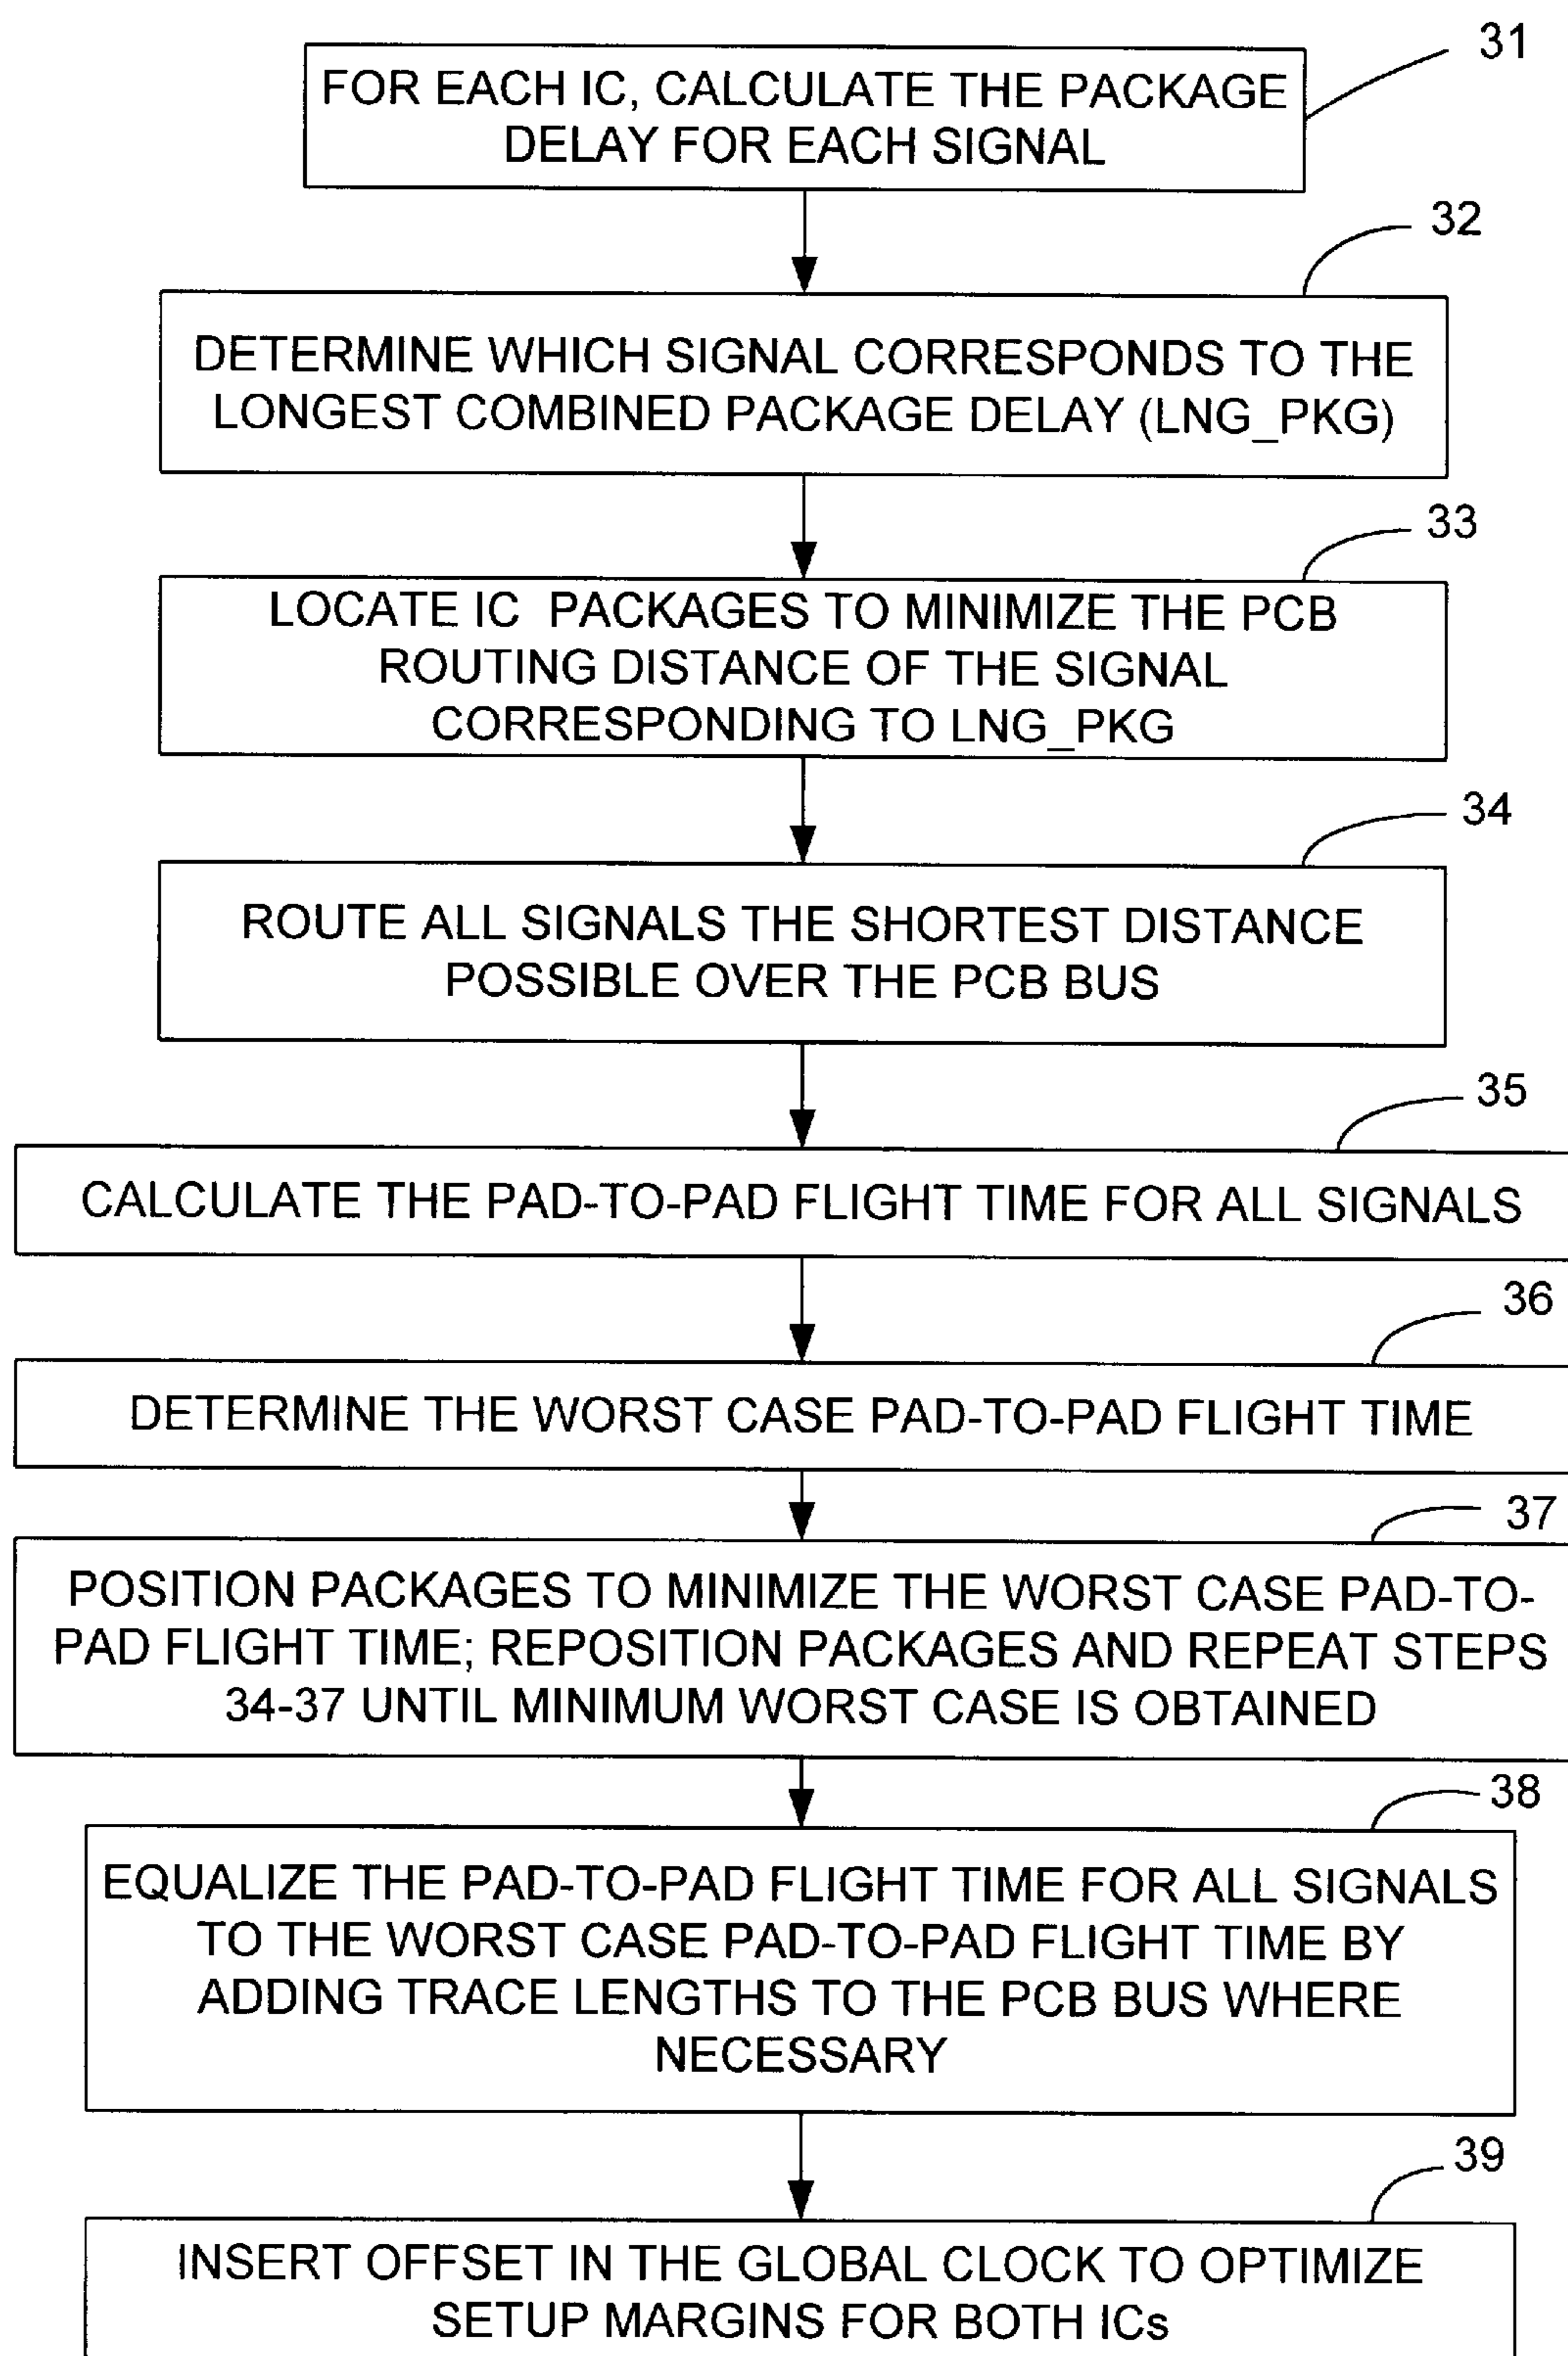 31
FOR EACH IC, CALCULATE THE PACKAGE
DELAY FOR EACH SIGNAL
32
DETERMINE WHICH SIGNAL CORRESPONDS TO THE
LONGEST COMBINED PACKAGE DELAY (LNG_PKG)
33
LOCATE IC PACKAGES TO MINIMIZE THE PCB
ROUTING DISTANCE OF THE SIGNAL
CORRESPONDING TO LNG_PKG
34
ROUTE ALL SIGNALS THE SHORTEST DISTANCE
POSSIBLE OVER THE PCB BUS
35
CALCULATE THE PAD-TO-PAD FLIGHT TIME FOR ALL SIGNALS
36
DETERMINE THE WORST CASE PAD-TO-PAD FLIGHT TIME
37
POSITION PACKAGES TO MINIMIZE THE WORST CASE PAD-TO-
PAD FLIGHT TIME; REPOSITION PACKAGES AND REPEAT STEPS
34-37 UNTIL MINIMUM WORST CASE IS OBTAINED
38
EQUALIZE THE PAD-TO-PAD FLIGHT TIME FOR ALL SIGNALS
TO THE WORST CASE PAD-TO-PAD FLIGHT TIME BY
ADDING TRACE LENGTHS TO THE PCB BUS WHERE
NECESSARY
39
INSERT OFFSET IN THE GLOBAL CLOCK TO OPTIMIZE
SETUP MARGINS FOR BOTH ICs